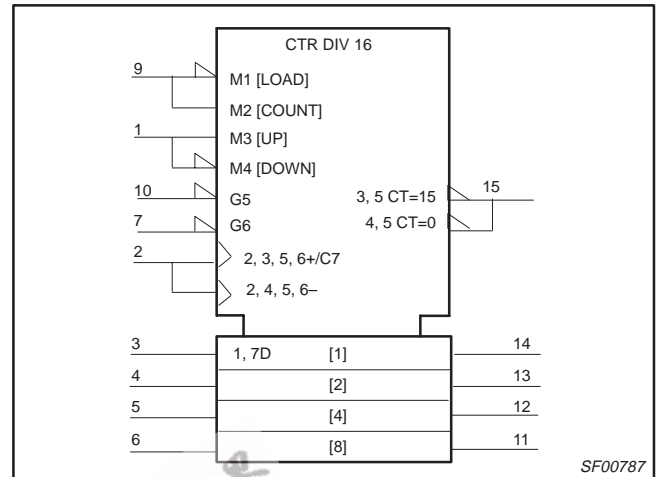 CTR DIV 16
9
M1 [LOAD]
M2 [COUNT]
1
M3 [UP]
M4 [DOWN]
10
G5
3, 5 CT=15
15
7
G6
4, 5 CT=0
2
2, 3, 5, 6+/C7
2, 4, 5, 6–
3
1, 7D
[1]
14
4
[2]
13
5
[4]
12
6
[8]
11
SF00787